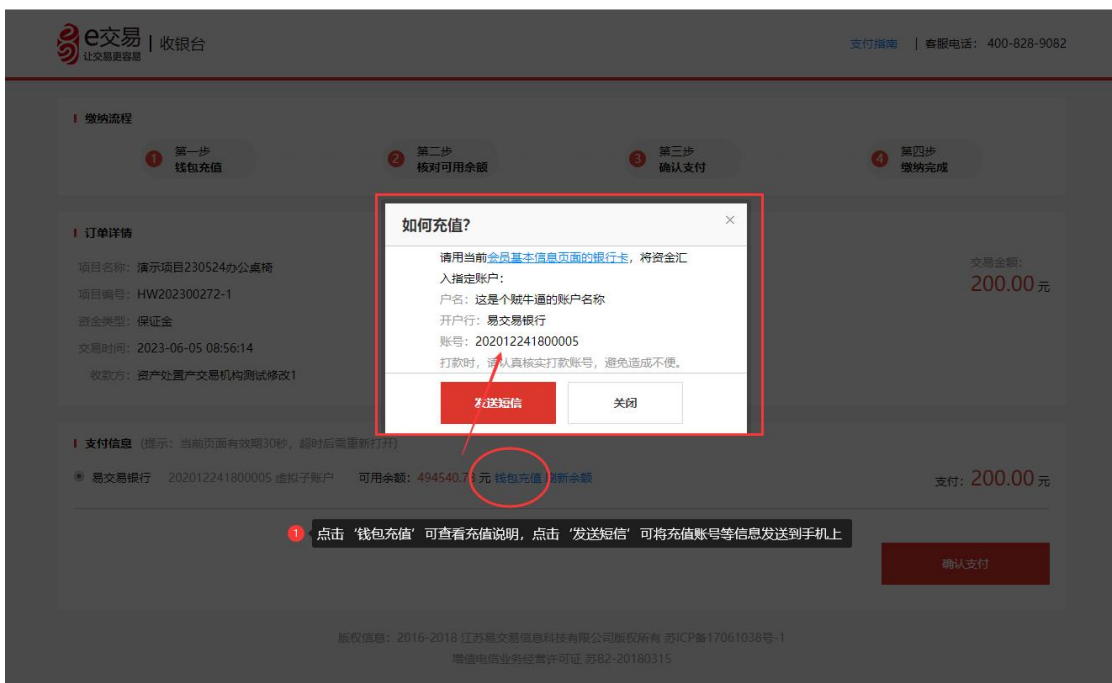 e交易
让交易更容易
收银台
支付指南 | 客服电话：400-828-9082
缴纳流程
1 第一步
钱包充值
2 第二步
核对可用余额
3 第三步
确认支付
4 第四步
缴纳完成
订单详情
项目名称：演示项目230524办公桌椅
项目编号：HW202300272-1
资金类型：保证金
交易时间：2023-06-05 08:56:14
收款方：资产处置产交易机构测试修改1
交易金额：
200.00 元
如何充值?
请用当前会员基本信息页面的银行卡，将资金汇
入指定账户：
户名：这是个贼牛逼的账户名称
开户行：易交易银行
账号：202012241800005
打款时，请认真核实打款账号，避免造成不便。
发送短信 关闭
支付信息（提示：当前页面有效期30秒，超时后需重新打开）
易交易银行 202012241800005 虚拟子账户 可用余额：494540.73 元 钱包充值 刷新余额 支付：200.00 元
1 点击‘钱包充值’可查看充值说明，点击‘发送短信’可将充值账号等信息发送到手机上
确认支付
版权信息：2016-2018 江苏易交易信息科技有限公司版权所有 苏ICP备17061038号-1
增值电信业务经营许可证 苏B2-20180315